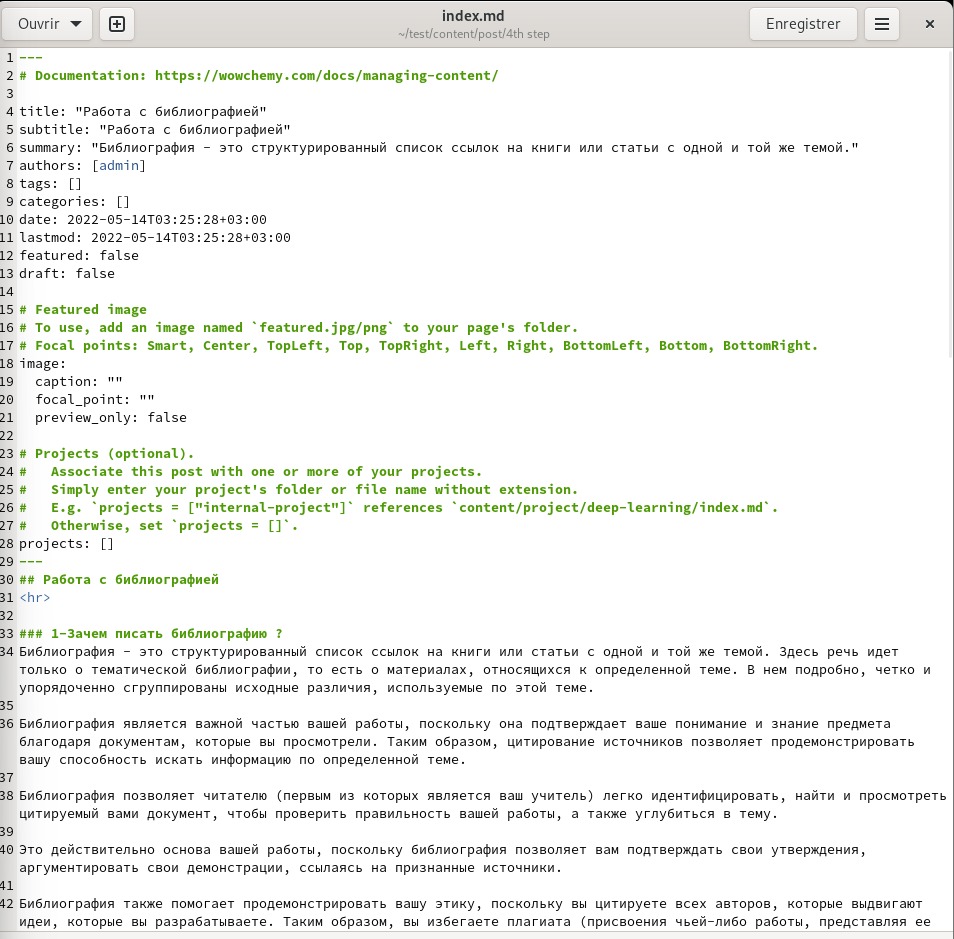 Ouvrir
index.md
~/test/content/post/4th step
Enregistrer
1 ---
2 # Documentation: https://wowchemy.com/docs/managing-content/
3
4 title: "Работа с библиографией"
5 subtitle: "Работа с библиографией"
6 summary: "Библиография - это структурированный список ссылок на книги или статьи с одной и той же темой."
7 authors: [admin]
8 tags: []
9 categories: []
10 date: 2022-05-14T03:25:28+03:00
11 lastmod: 2022-05-14T03:25:28+03:00
12 featured: false
13 draft: false
14
15 # Featured image
16 # To use, add an image named `featured.jpg/png` to your page's folder.
17 # Focal points: Smart, Center, TopLeft, Top, TopRight, Left, Right, BottomLeft, Bottom, BottomRight.
18 image:
19   caption: ""
20   focal_point: ""
21   preview_only: false
22
23 # Projects (optional).
24 #   Associate this post with one or more of your projects.
25 #   Simply enter your project's folder or file name without extension.
26 #   E.g. `projects = ["internal-project"]` references `content/project/deep-learning/index.md`.
27 #   Otherwise, set `projects = []`.
28 projects: []
29 ---
30 ## Работа с библиографией
31 <hr>
32
33 ### 1-Зачем писать библиографию ?
34 Библиография - это структурированный список ссылок на книги или статьи с одной и той же темой. Здесь речь идет
только о тематической библиографии, то есть о материалах, относящихся к определенной теме. В нем подробно, четко и
упорядоченно сгруппированы исходные различия, используемые по этой теме.
35
36 Библиография является важной частью вашей работы, поскольку она подтверждает ваше понимание и знание предмета
благодаря документам, которые вы просмотрели. Таким образом, цитирование источников позволяет продемонстрировать
вашу способность искать информацию по определенной теме.
37
38 Библиография позволяет читателю (первым из которых является ваш учитель) легко идентифицировать, найти и просмотреть
цитируемый вами документ, чтобы проверить правильность вашей работы, а также углубиться в тему.
39
40 Это действительно основа вашей работы, поскольку библиография позволяет вам подтверждать свои утверждения,
аргументировать свои демонстрации, ссылаясь на признанные источники.
41
42 Библиография также помогает продемонстрировать вашу этику, поскольку вы цитируете всех авторов, которые выдвигают
идеи, которые вы разрабатываете. Таким образом, вы избегаете плагиата (присвоения чьей-либо работы, представляя ее